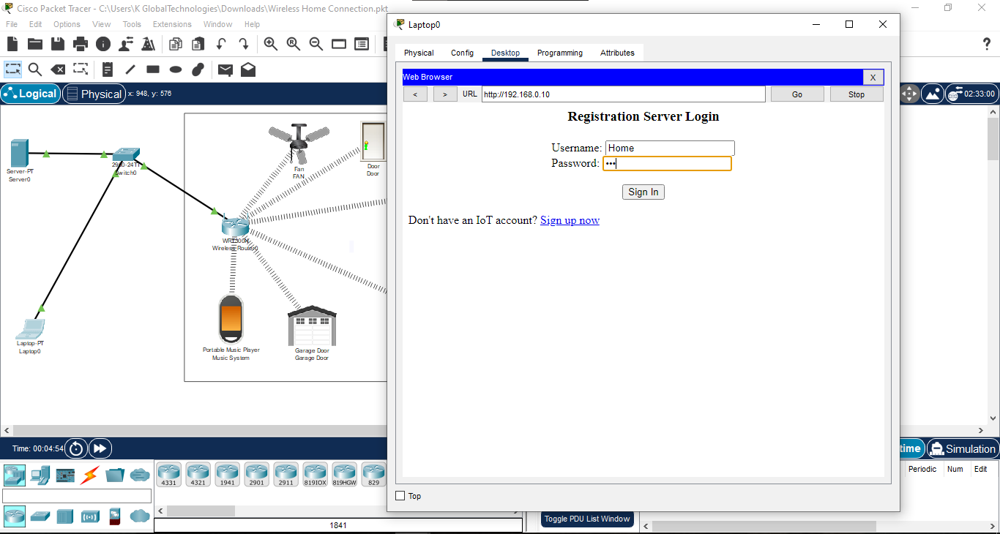 Cisco Packet Tracer - C:\Users\K GlobalTechnologies\Downloads\Wireless Home Connection.pkt
File Edit Options View Tools Extensions Window Help
Logical Physical x: 948, y: 576
02:33:00
Server-PT
Server0
2960-24TT
Switch0
Fan
FAN
Door
Door
WRT300N
Wireless Router0
Laptop-PT
Laptop0
Portable Music Player
Music System
Garage Door
Garage Door
Laptop0
Physical Config Desktop Programming Attributes
Web Browser X
< > URL http://192.168.0.10 Go Stop
Registration Server Login
Username: Home
Password: •••
Sign In
Don't have an IoT account? Sign up now
Top
Time: 00:04:54
time Simulation
4331 4321 1941 2901 2911 819IOX 819HGW 829
1841
Periodic Num Edit
Toggle PDU List Window